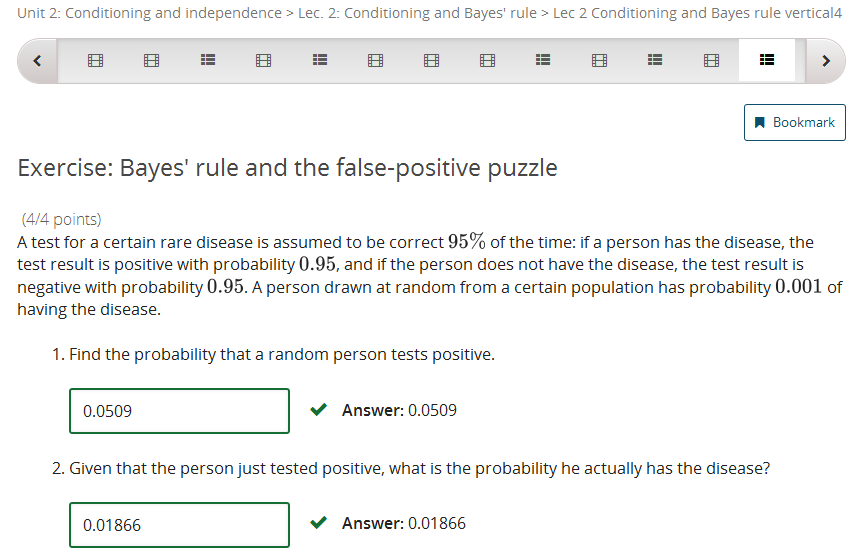 Unit 2: Conditioning and independence > Lec. 2: Conditioning and Bayes' rule > Lec 2 Conditioning and Bayes rule vertical4
Bookmark
Exercise: Bayes' rule and the false-positive puzzle
(4/4 points)
A test for a certain rare disease is assumed to be correct 95% of the time: if a person has the disease, the
test result is positive with probability 0.95, and if the person does not have the disease, the test result is
negative with probability 0.95. A person drawn at random from a certain population has probability 0.001 of
having the disease.
1. Find the probability that a random person tests positive.
0.0509 Answer: 0.0509
2. Given that the person just tested positive, what is the probability he actually has the disease?
0.01866 Answer: 0.01866